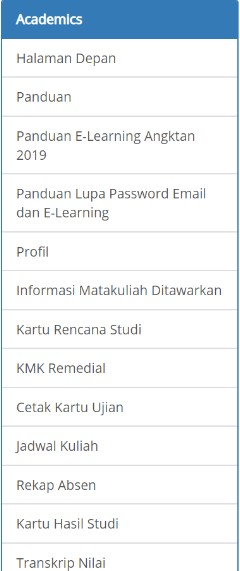 Academics
Halaman Depan
Panduan
Panduan E-Learning Angktan
2019
Panduan Lupa Password Email
dan E-Learning
Profil
Informasi Matakuliah Ditawarkan
Kartu Rencana Studi
KMK Remedial
Cetak Kartu Ujian
Jadwal Kuliah
Rekap Absen
Kartu Hasil Studi
Transkrip Nilai